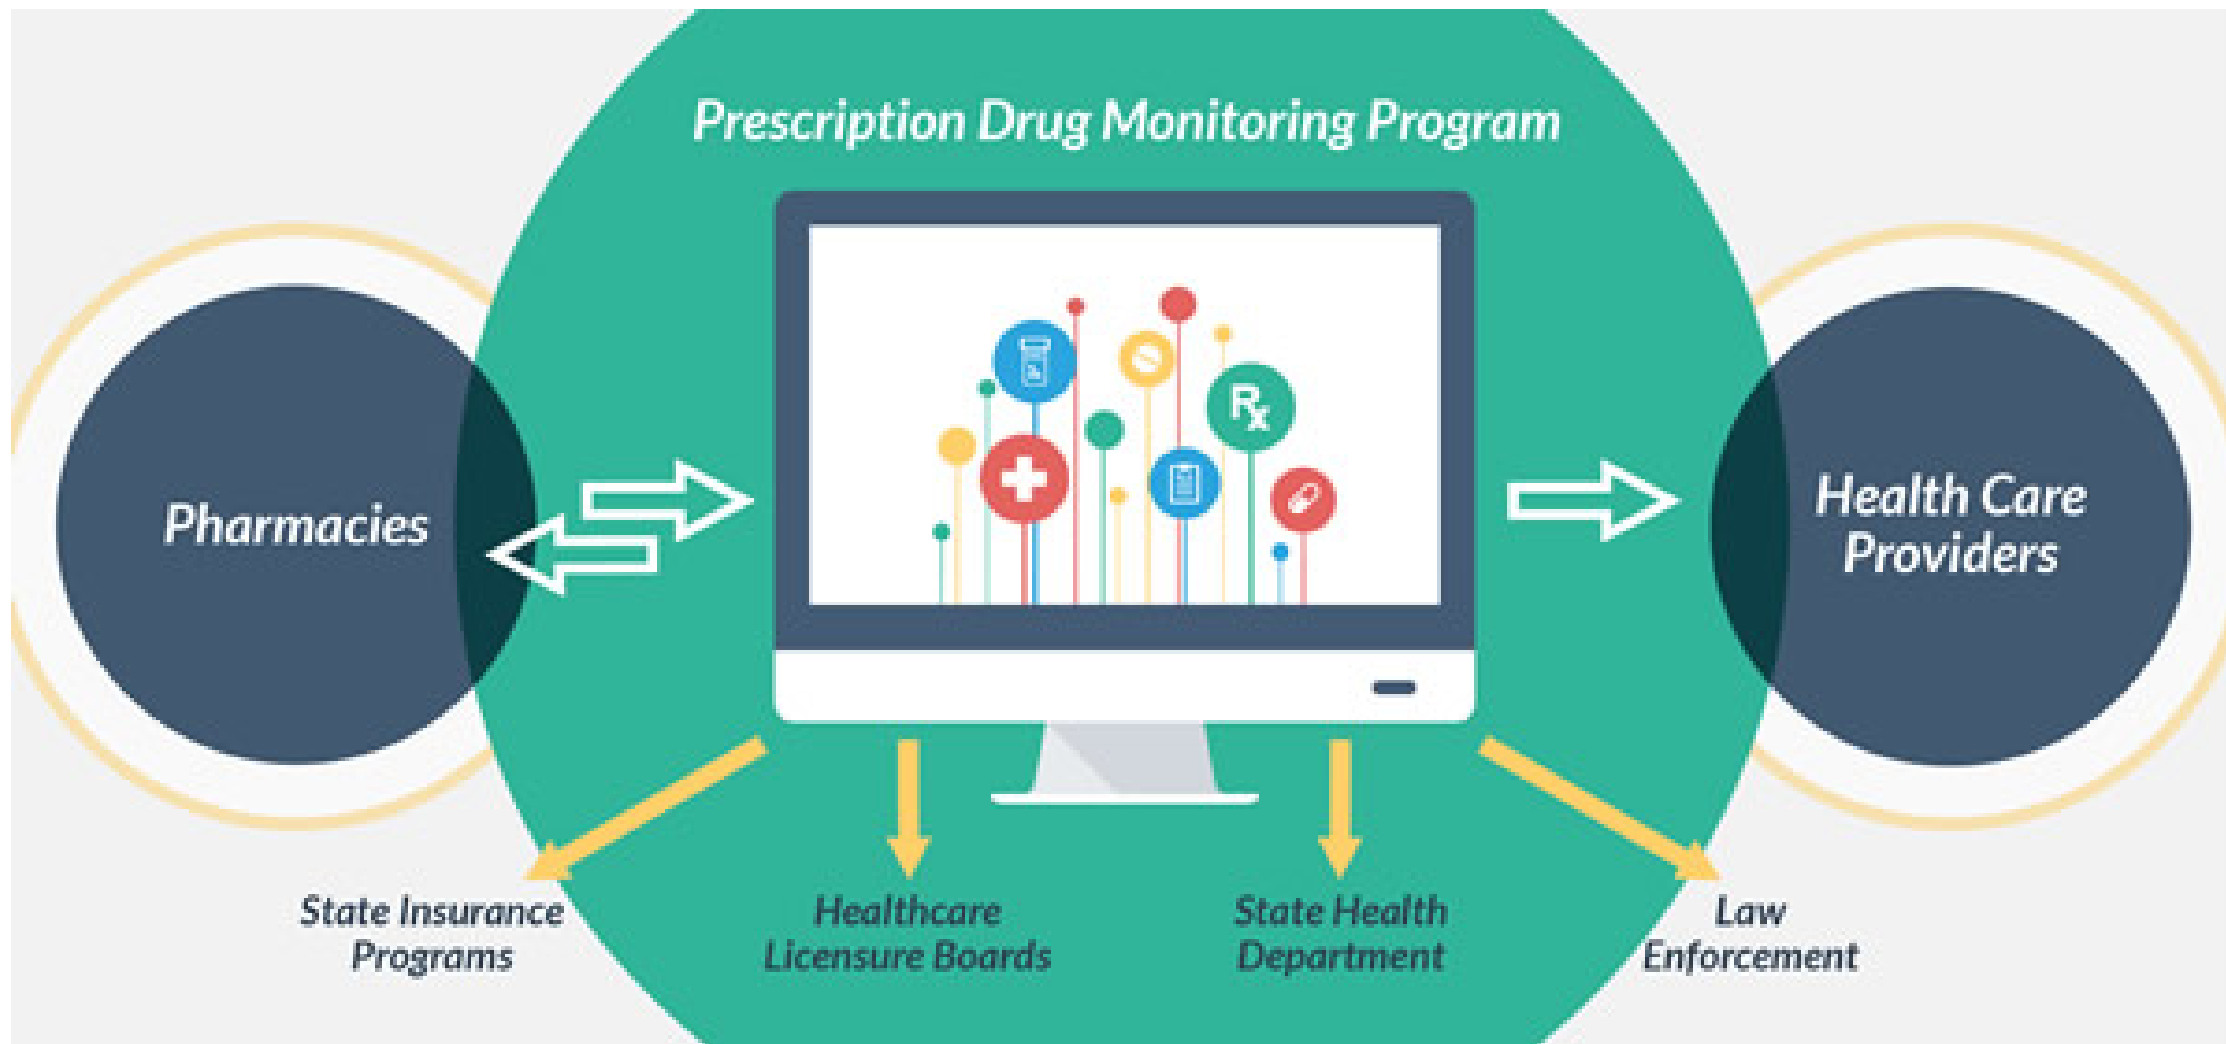 Prescription Drug Monitoring Program
Rx
Pharmacies
Health Care
Providers
State Insurance
Programs
Healthcare
Licensure Boards
State Health
Department
Law
Enforcement